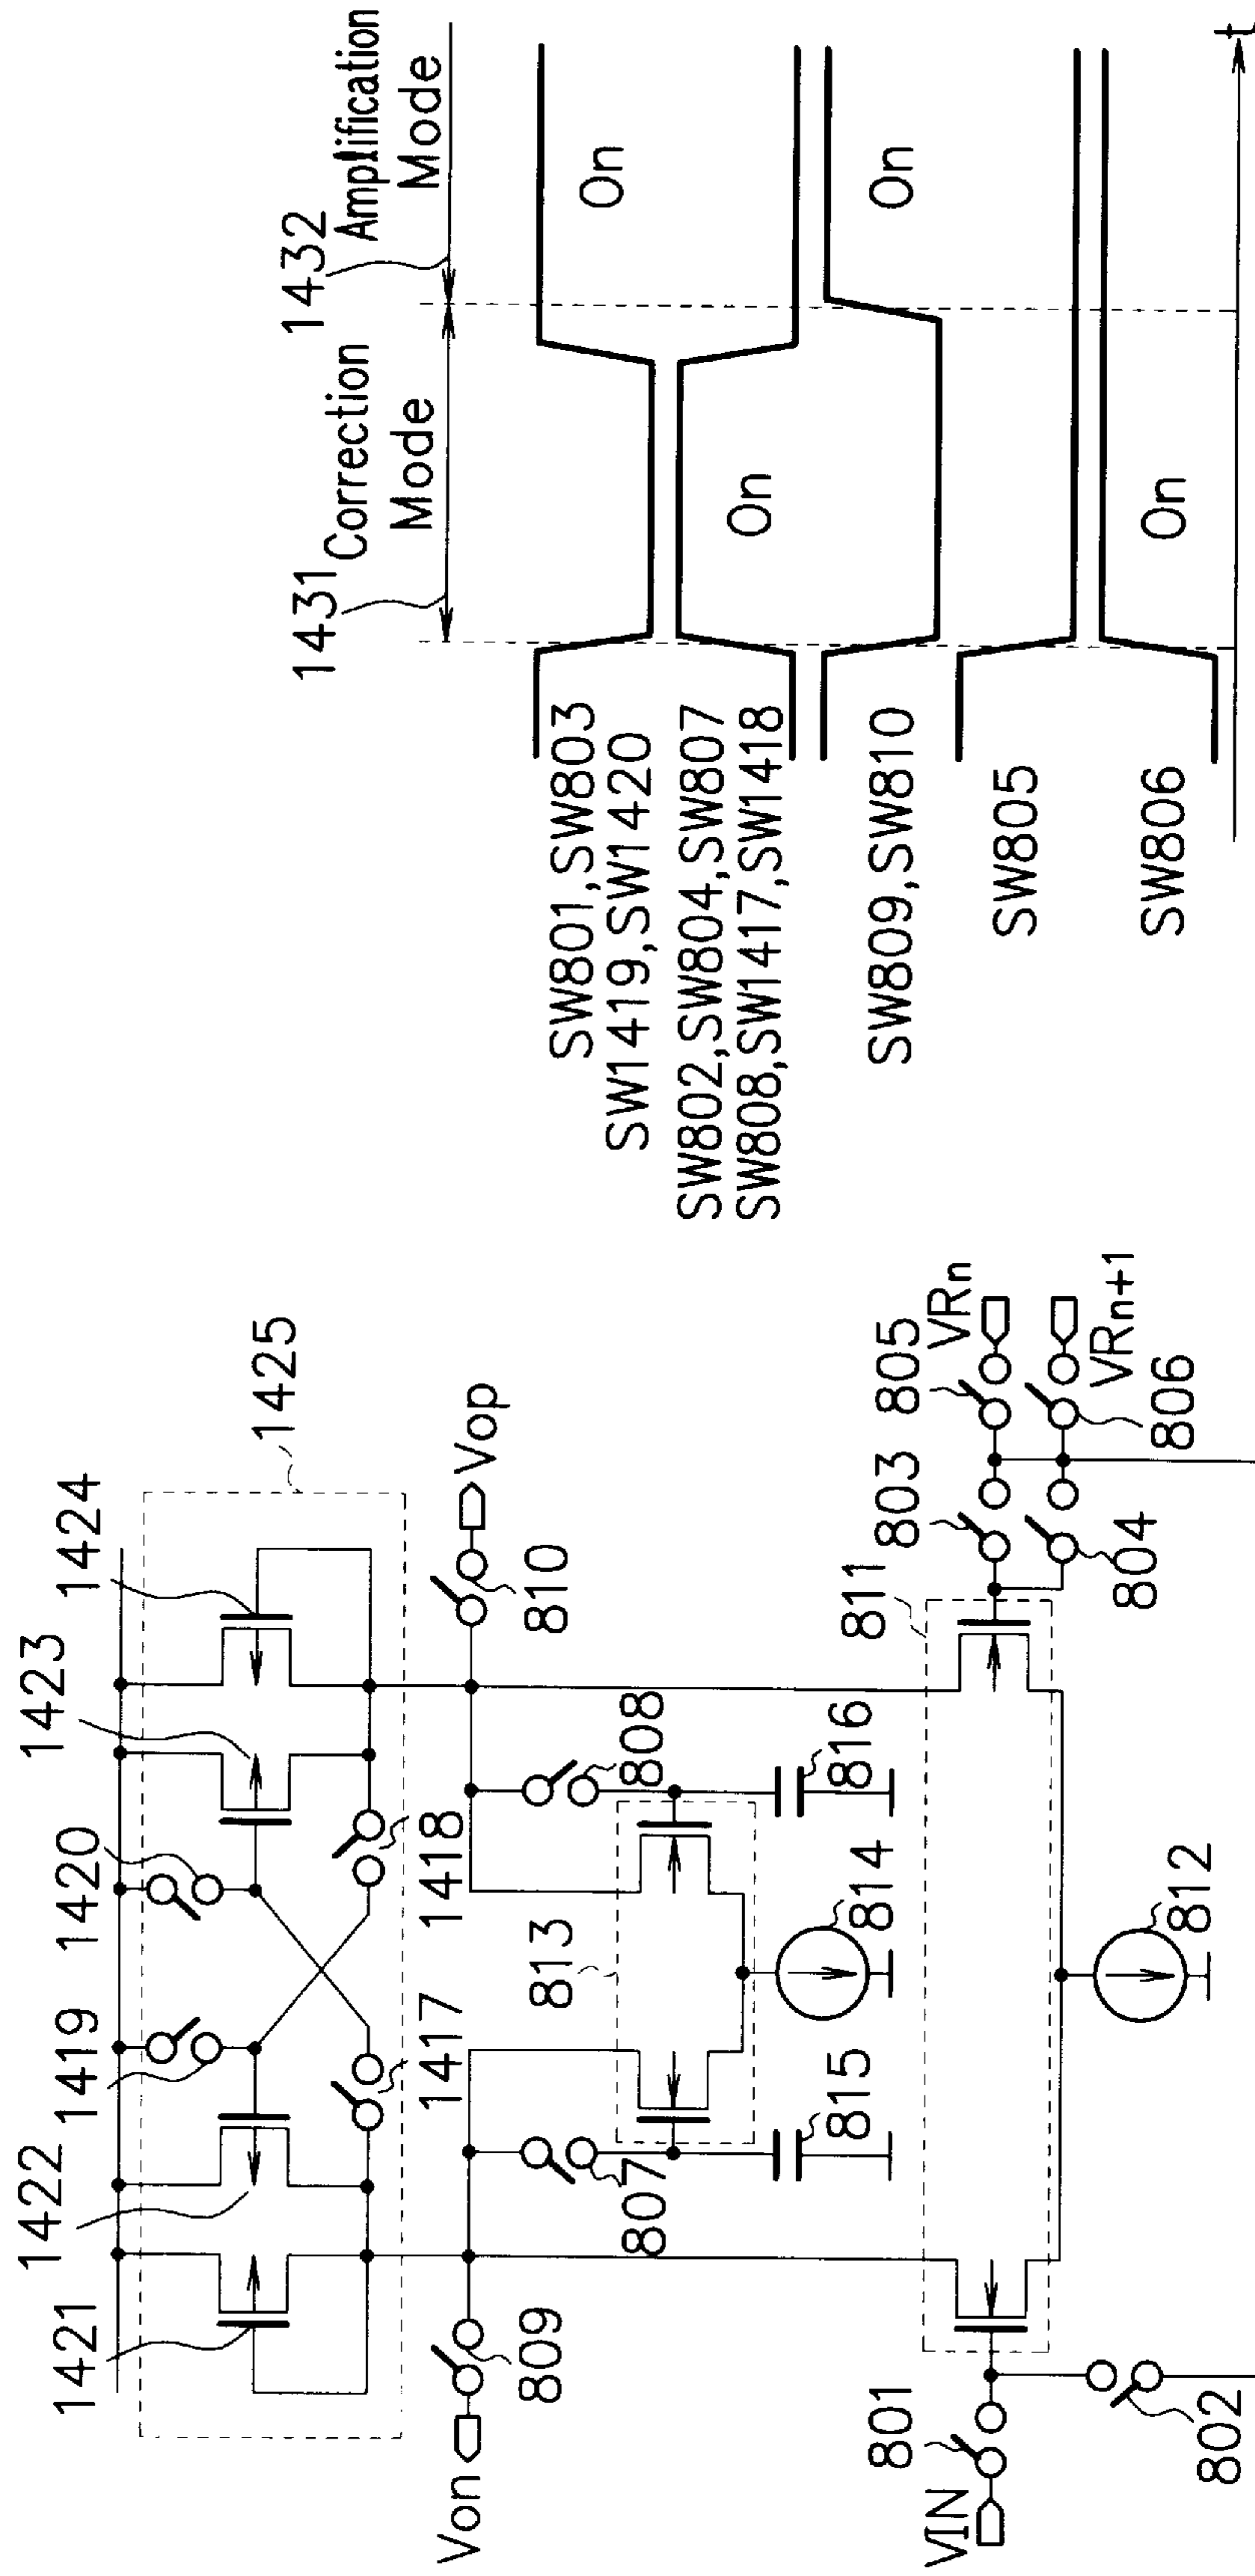 1421
1422
1419
1420
1423
1424
1425
1417
1418
Von
809
810
Vop
807
808
813
815
814
816
811
VIN
801
802
812
803
804
805
806
VRn
VRn+1
1431
Correction
Mode
1432
Amplification
Mode
SW801,SW803
SW1419,SW1420
On
SW802,SW804,SW807
SW808,SW1417,SW1418
On
SW809,SW810
On
SW805
SW806
On
t